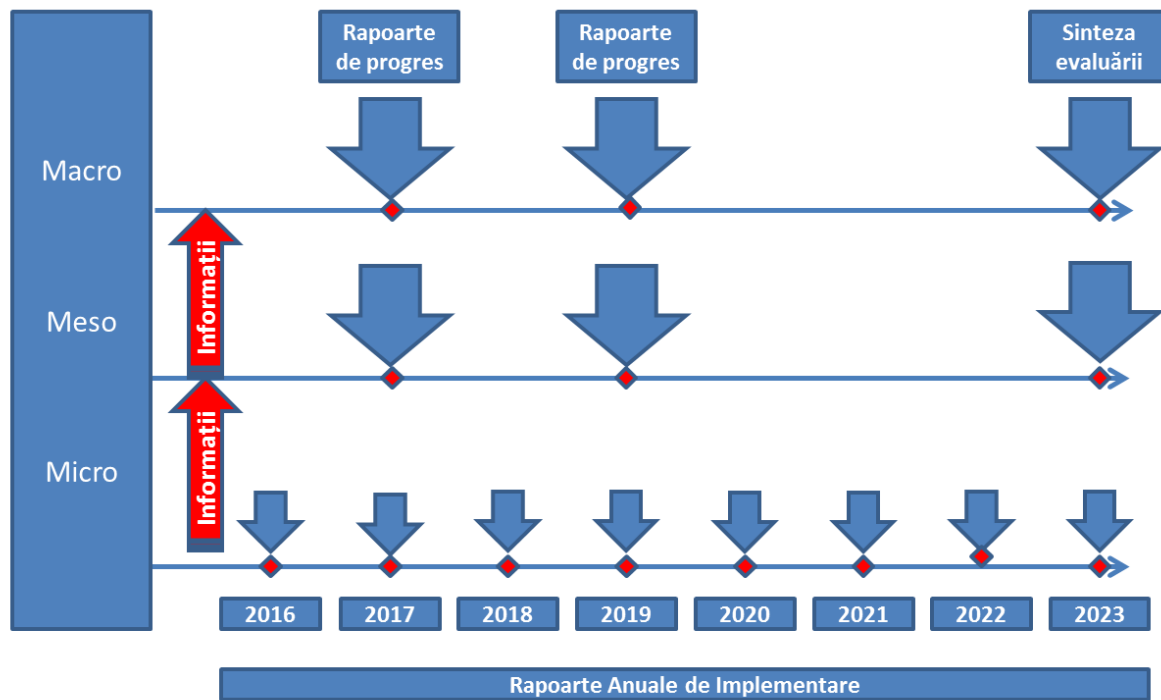 Rapoarte
de progres
Rapoarte
de progres
Sinteza
evaluării
Macro
Informații
Meso
Informații
Micro
2016
2017
2018
2019
2020
2021
2022
2023
Rapoarte Anuale de Implementare